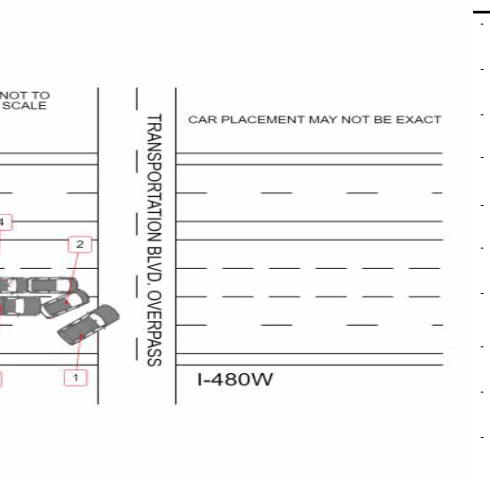 NOT TO
SCALE
CAR PLACEMENT MAY NOT BE EXACT
TRANSPORTATION BLVD. OVERPASS
4
2
1
I-480W